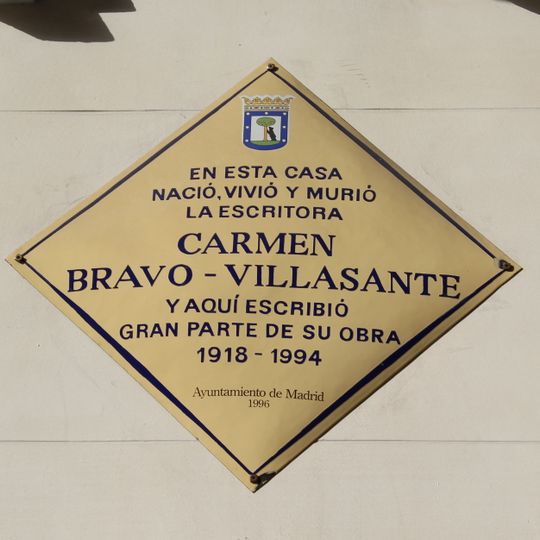 EN ESTA CASA
NACIÓ, VIVIÓ Y MURIÓ
LA ESCRITORA
CARMEN
BRAVO - VILLASANTE
Y AQUÍ ESCRIBIÓ
GRAN PARTE DE SU OBRA
1918 - 1994
Ayuntamiento de Madrid
1996